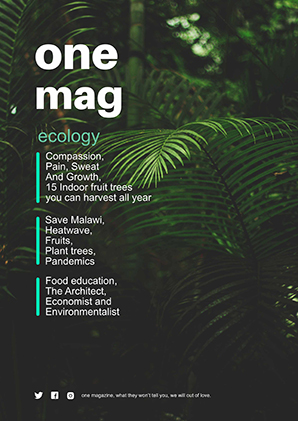 one
mag
ecology
Compassion,
Pain, Sweat
And Growth,
15 Indoor fruit trees
you can harvest all year
Save Malawi,
Heatwave,
Fruits,
Plant trees,
Pandemics
Food education,
The Architect,
Economist and
Environmentalist
one magazine, what they won't tell you, we will out of love.